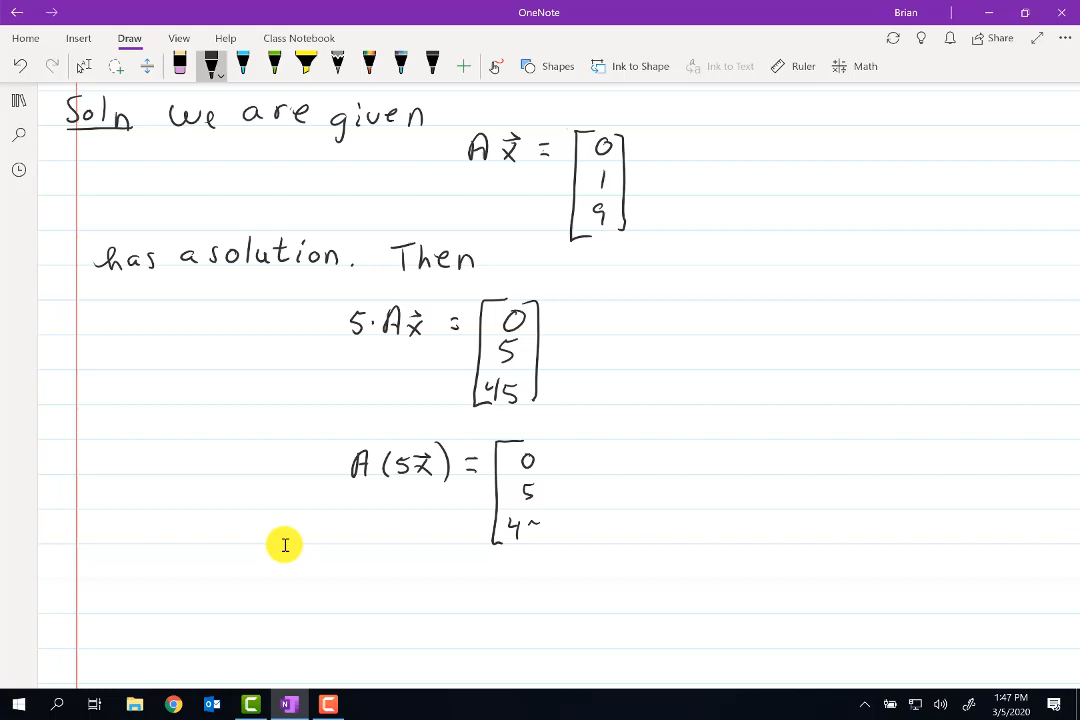 OneNote
Brian
Home Insert Draw View Help Class Notebook
Share
Shapes Ink to Shape Ink to Text Ruler Math
Soln We are given
A x⃗ = [0
1
9]
has a solution. Then
5·A x⃗ = [0
5
45]
A (5x⃗) = [0
5
4
1:47 PM
3/5/2020